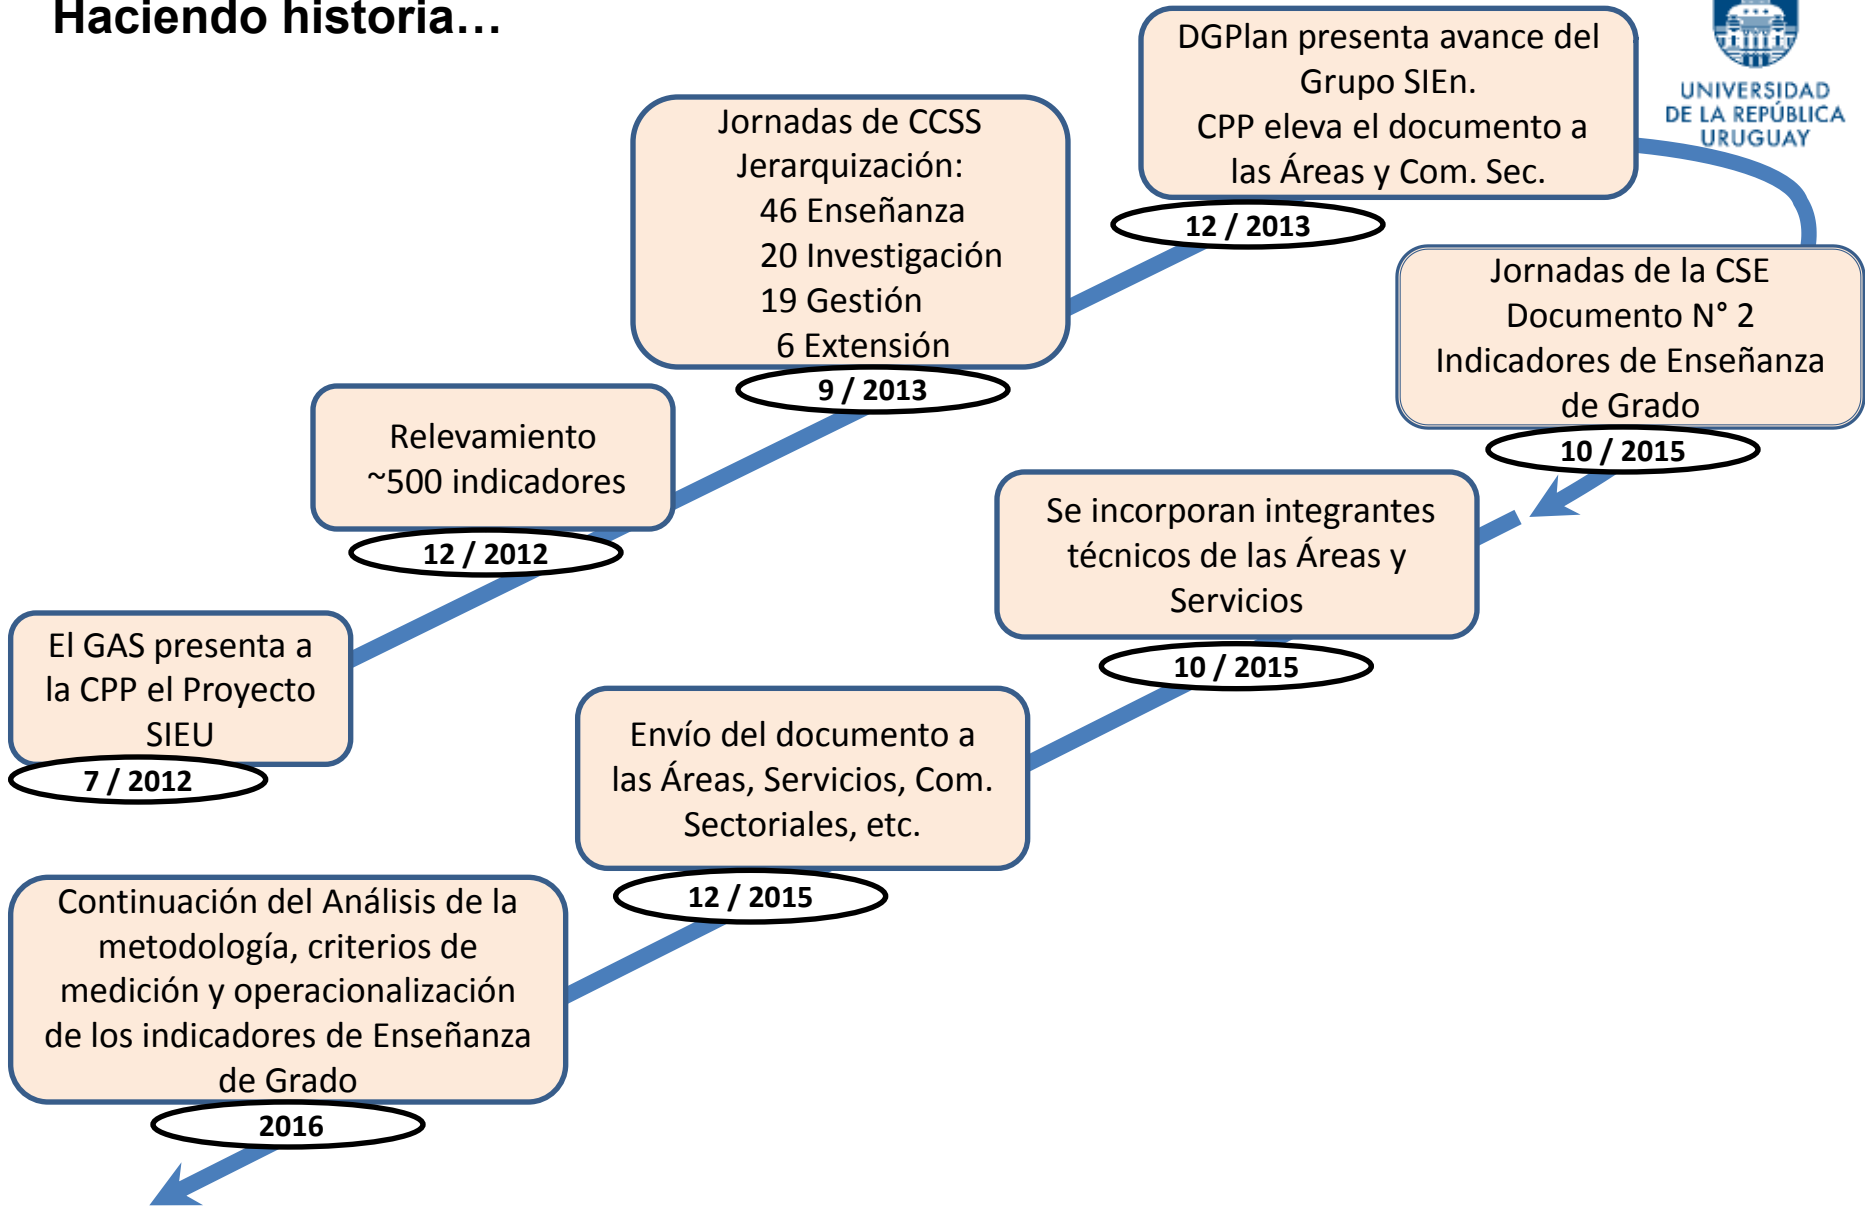 Haciendo historia…
UNIVERSIDAD
DE LA REPÚBLICA
URUGUAY
El GAS presenta a
la CPP el Proyecto
SIEU
7 / 2012
Relevamiento
~500 indicadores
12 / 2012
Jornadas de CCSS
Jerarquización:
46 Enseñanza
20 Investigación
19 Gestión
6 Extensión
9 / 2013
DGPlan presenta avance del
Grupo SIEn.
CPP eleva el documento a
las Áreas y Com. Sec.
12 / 2013
Jornadas de la CSE
Documento N° 2
Indicadores de Enseñanza
de Grado
10 / 2015
Se incorporan integrantes
técnicos de las Áreas y
Servicios
10 / 2015
Envío del documento a
las Áreas, Servicios, Com.
Sectoriales, etc.
12 / 2015
Continuación del Análisis de la
metodología, criterios de
medición y operacionalización
de los indicadores de Enseñanza
de Grado
2016